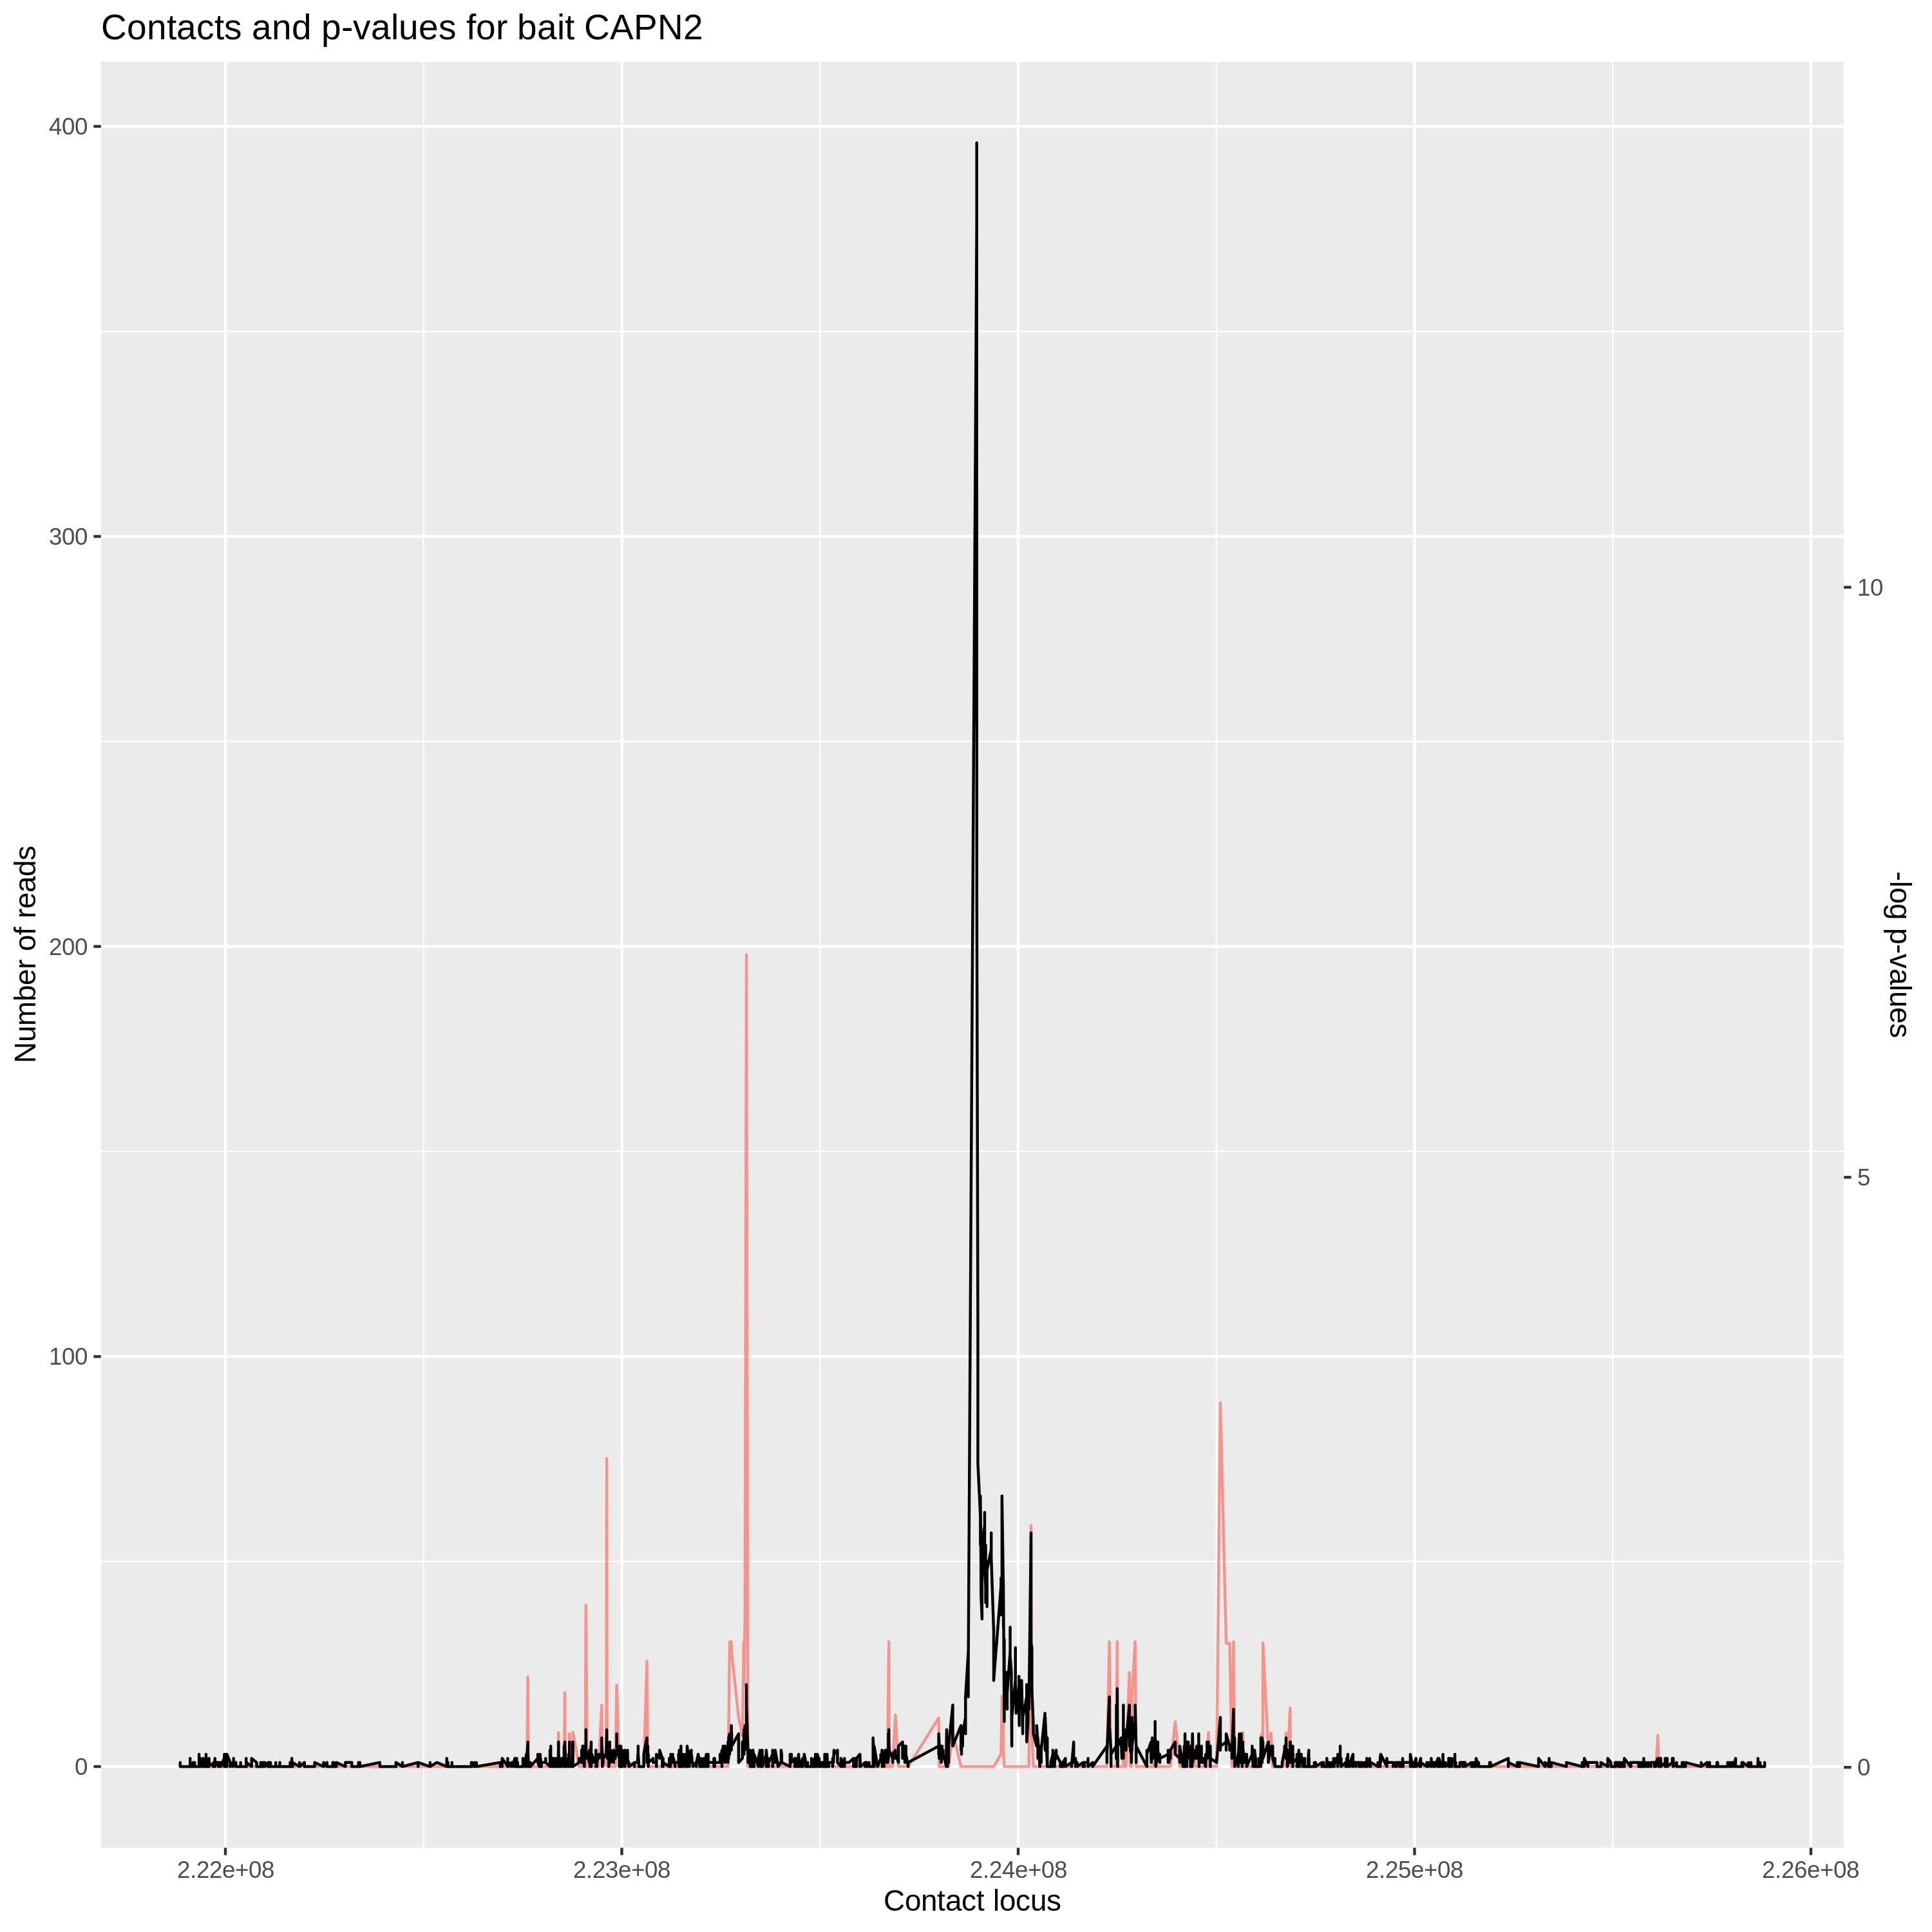 Contacts and p-values for bait CAPN2
400
300
200
100
0
Number of reads
10
5
0
-log p-values
2.22e+08
2.23e+08
2.24e+08
2.25e+08
2.26e+08
Contact locus